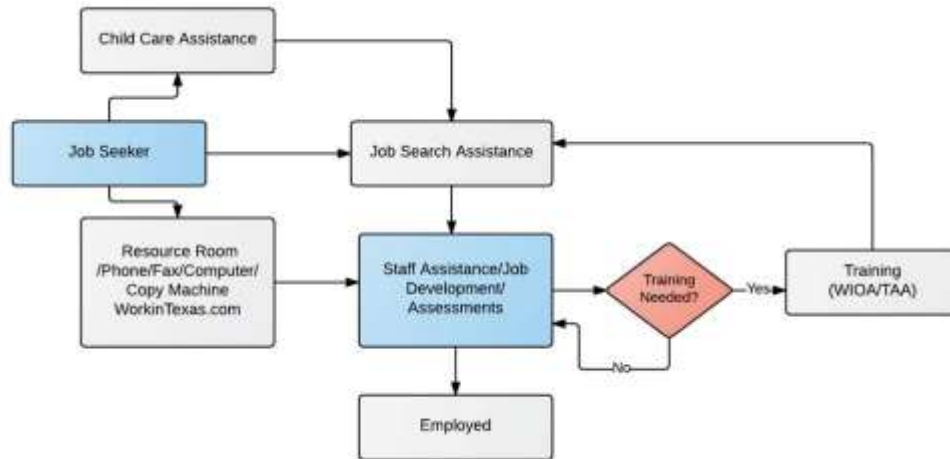 Child Care Assistance
Job Seeker
Job Search Assistance
Resource Room
/Phone/Fax/Computer/
Copy Machine
WorkinTexas.com
Staff Assistance/Job
Development/
Assessments
Training
Needed?
Yes
Training
(WIOA/TAA)
No
Employed